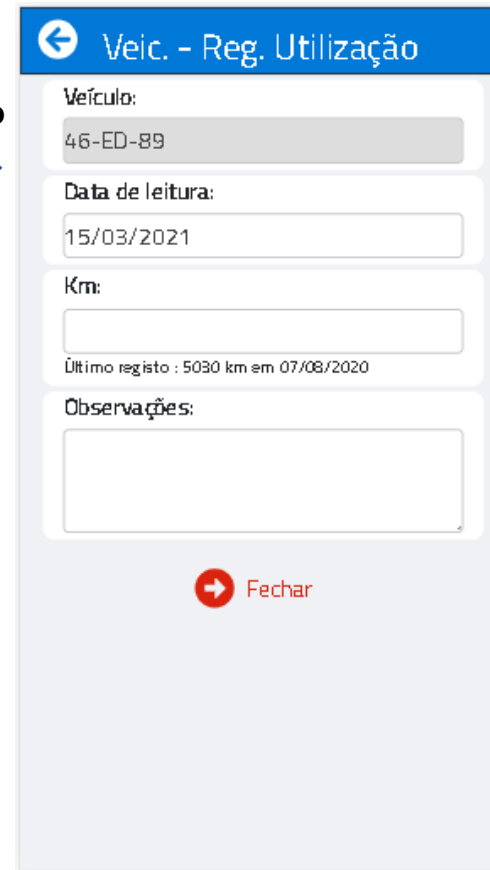 Veic. - Reg. Utilização
Veículo:
46-ED-89
Data de leitura:
15/03/2021
Km:
Último registo : 5030 km em 07/08/2020
Observações:
Fechar